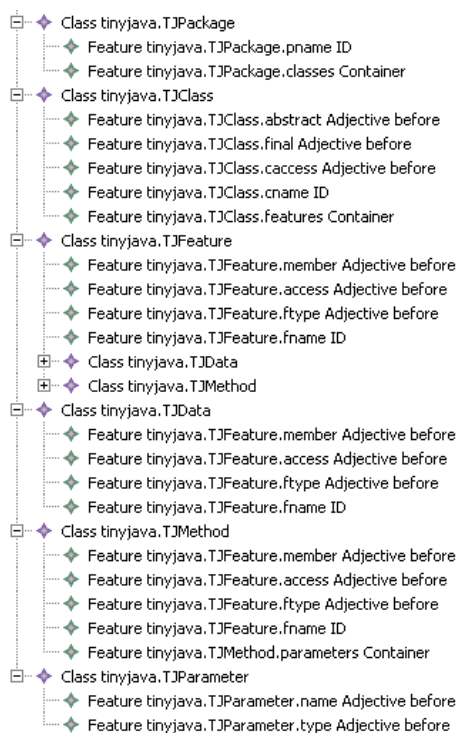 Class tinyjava.TJPackage
Feature tinyjava.TJPackage.pname ID
Feature tinyjava.TJPackage.classes Container
Class tinyjava.TJClass
Feature tinyjava.TJClass.abstract Adjective before
Feature tinyjava.TJClass.final Adjective before
Feature tinyjava.TJClass.caccess Adjective before
Feature tinyjava.TJClass.cname ID
Feature tinyjava.TJClass.features Container
Class tinyjava.TJFeature
Feature tinyjava.TJFeature.member Adjective before
Feature tinyjava.TJFeature.access Adjective before
Feature tinyjava.TJFeature.ftype Adjective before
Feature tinyjava.TJFeature.fname ID
Class tinyjava.TJData
Class tinyjava.TJMethod
Class tinyjava.TJData
Feature tinyjava.TJFeature.member Adjective before
Feature tinyjava.TJFeature.access Adjective before
Feature tinyjava.TJFeature.ftype Adjective before
Feature tinyjava.TJFeature.fname ID
Class tinyjava.TJMethod
Feature tinyjava.TJFeature.member Adjective before
Feature tinyjava.TJFeature.access Adjective before
Feature tinyjava.TJFeature.ftype Adjective before
Feature tinyjava.TJFeature.fname ID
Feature tinyjava.TJMethod.parameters Container
Class tinyjava.TJParameter
Feature tinyjava.TJParameter.name Adjective before
Feature tinyjava.TJParameter.type Adjective before